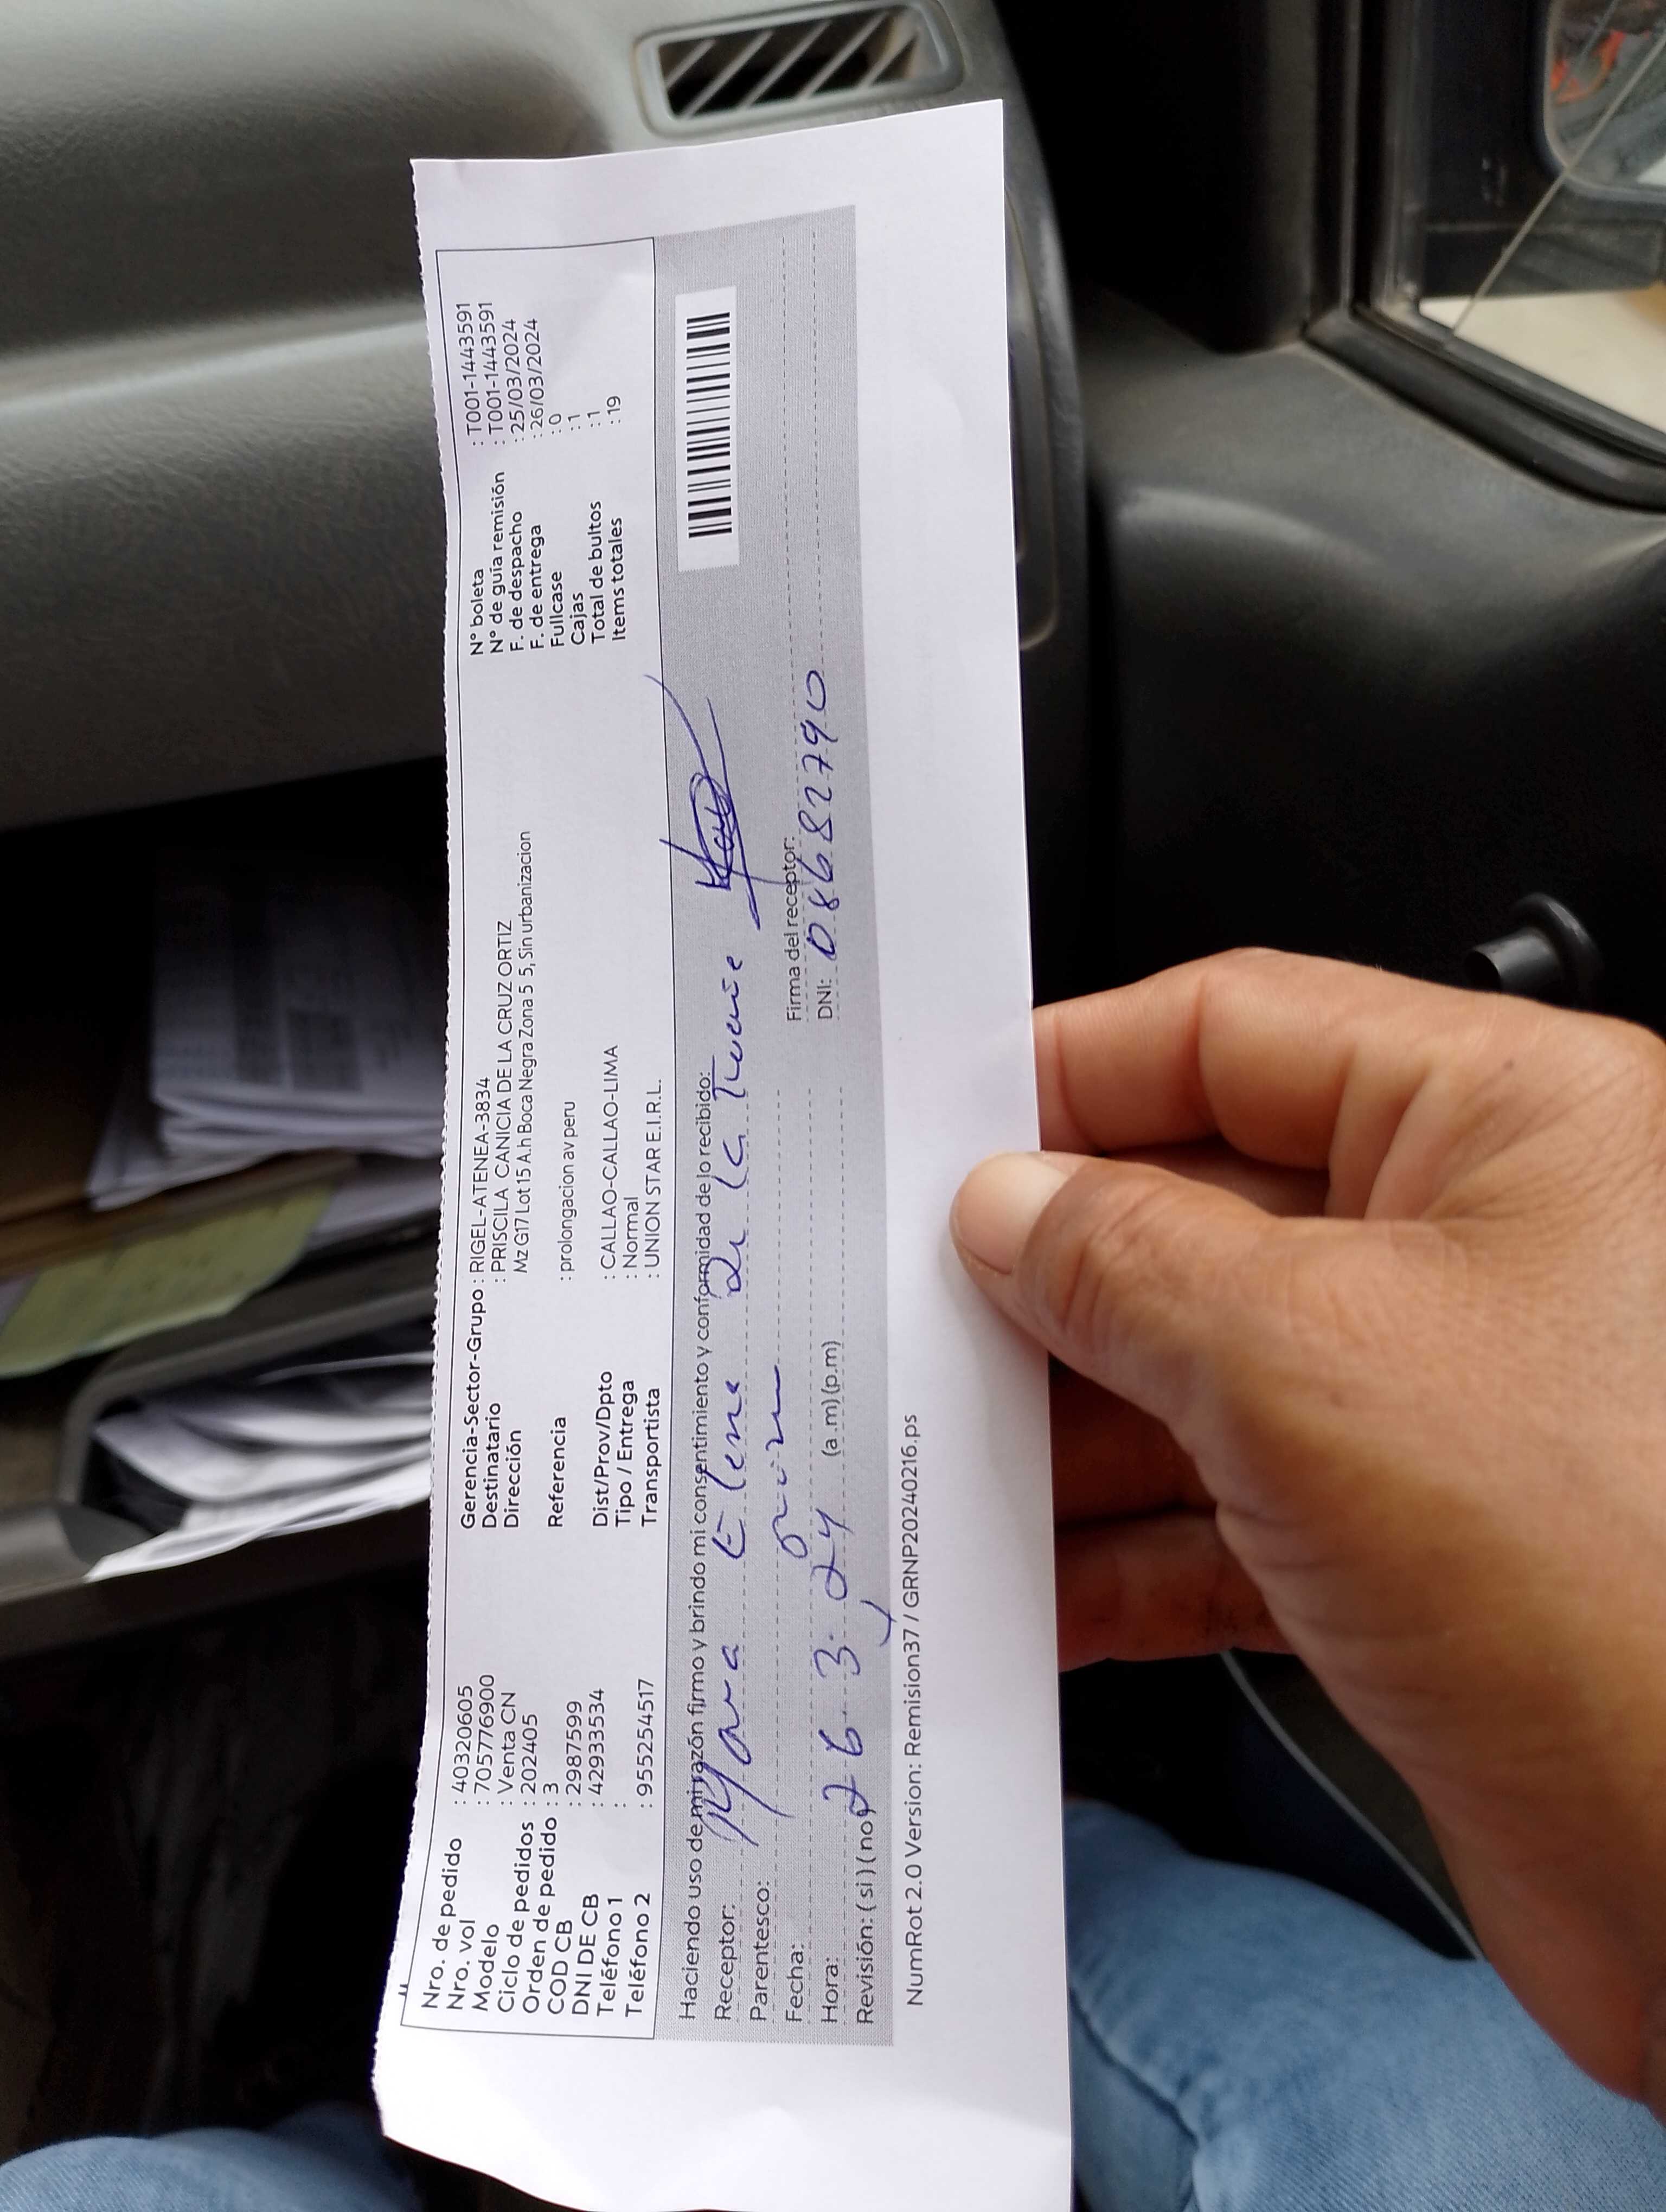 Nro. de pedido : 40320605
Nro. vol : 705776900
Modelo : Venta CN
Ciclo de pedidos : 202405
Orden de pedido : 3
COD CB : 2987599
DNI DE CB : 42933534
Teléfono 1 :
Teléfono 2 : 955254517
Gerencia-Sector-Grupo : RIGEL-ATENEA-3834
Destinatario : PRISCILA CANICIA DE LA CRUZ ORTIZ
Dirección Mz G17 Lot 15 A.h Boca Negra Zona 5 5, Sin urbanizacion
Referencia : prolongacion av peru
Dist/Prov/Dpto : CALLAO-CALLAO-LIMA
Tipo / Entrega : Normal
Transportista : UNION STAR E.I.R.L.
N° boleta : T001-1443591
N° de guía remisión : T001-1443591
F. de despacho : 25/03/2024
F. de entrega : 26/03/2024
Fullcase : 0
Cajas : 1
Total de bultos : 1
Items totales : 19
Haciendo uso de mi razón firmo y brindo mi consentimiento y conformidad de lo recibido:
Receptor: Elena de la
Parentesco:
Fecha: 26 3 24
Hora: (a.m)(p.m)
Revisión: (si)(no)
Firma del receptor:
DNI: 08682790
NumRot 2.0 Version: Remision37 / GRNP20240216.ps